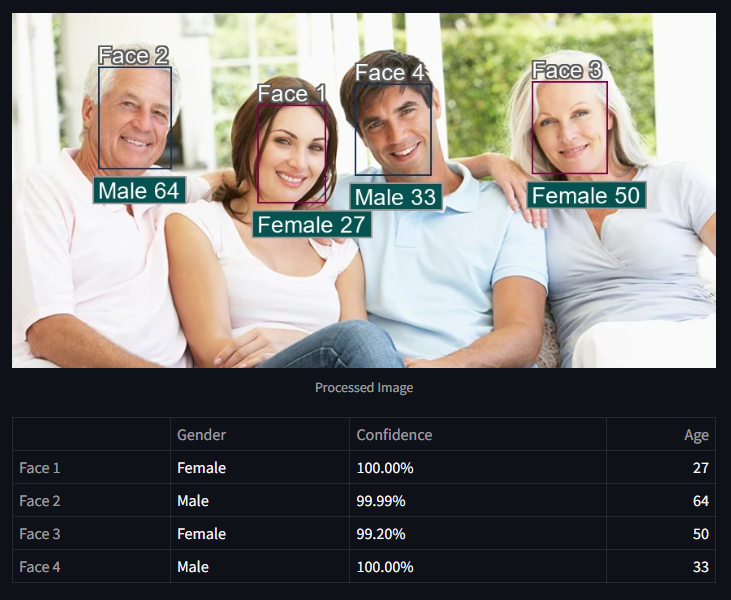 Face 2
Face 1
Face 4
Face 3
Male 64
Female 27
Male 33
Female 50
Processed Image
Gender Confidence Age
Face 1 Female 100.00% 27
Face 2 Male 99.99% 64
Face 3 Female 99.20% 50
Face 4 Male 100.00% 33